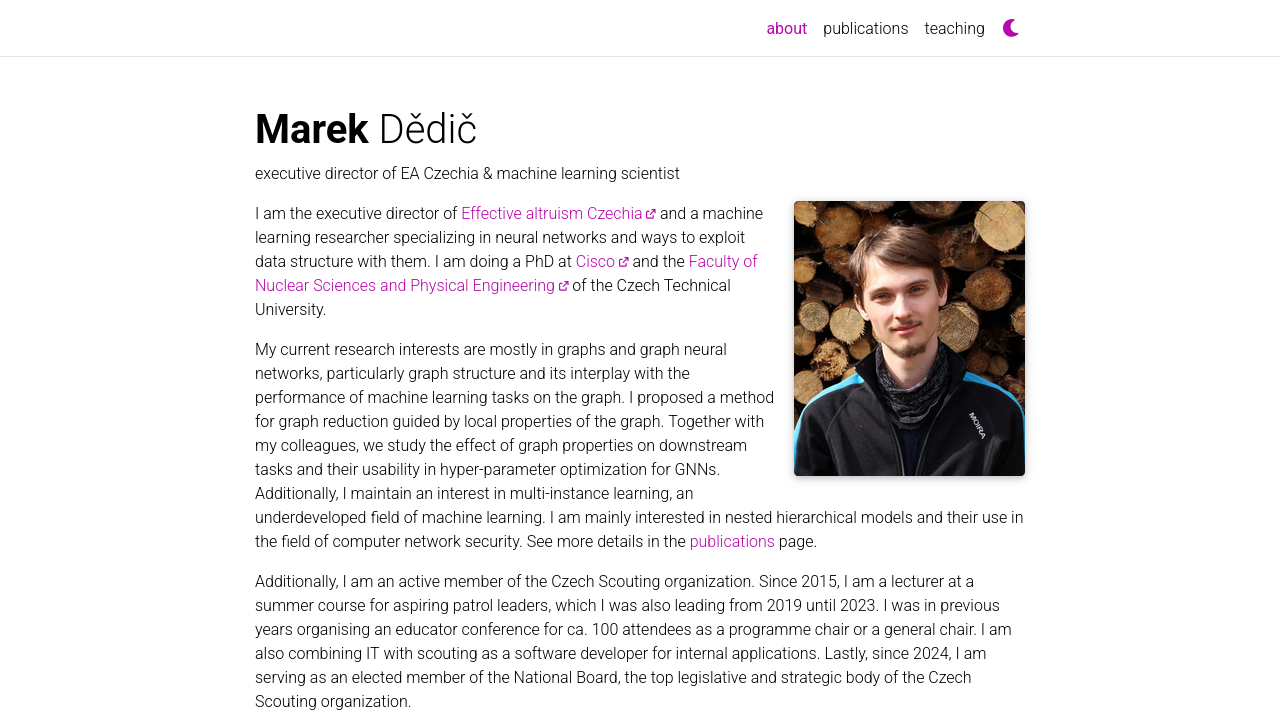 about publications teaching
Marek Dědič
executive director of EA Czechia & machine learning scientist
I am the executive director of Effective altruism Czechia and a machine
learning researcher specializing in neural networks and ways to exploit
data structure with them. I am doing a PhD at Cisco and the Faculty of
Nuclear Sciences and Physical Engineering of the Czech Technical
University.
MOIRA
My current research interests are mostly in graphs and graph neural
networks, particularly graph structure and its interplay with the
performance of machine learning tasks on the graph. I proposed a method
for graph reduction guided by local properties of the graph. Together with
my colleagues, we study the effect of graph properties on downstream
tasks and their usability in hyper-parameter optimization for GNNs.
Additionally, I maintain an interest in multi-instance learning, an
underdeveloped field of machine learning. I am mainly interested in nested hierarchical models and their use in
the field of computer network security. See more details in the publications page.
Additionally, I am an active member of the Czech Scouting organization. Since 2015, I am a lecturer at a
summer course for aspiring patrol leaders, which I was also leading from 2019 until 2023. I was in previous
years organising an educator conference for ca. 100 attendees as a programme chair or a general chair. I am
also combining IT with scouting as a software developer for internal applications. Lastly, since 2024, I am
serving as an elected member of the National Board, the top legislative and strategic body of the Czech
Scouting organization.